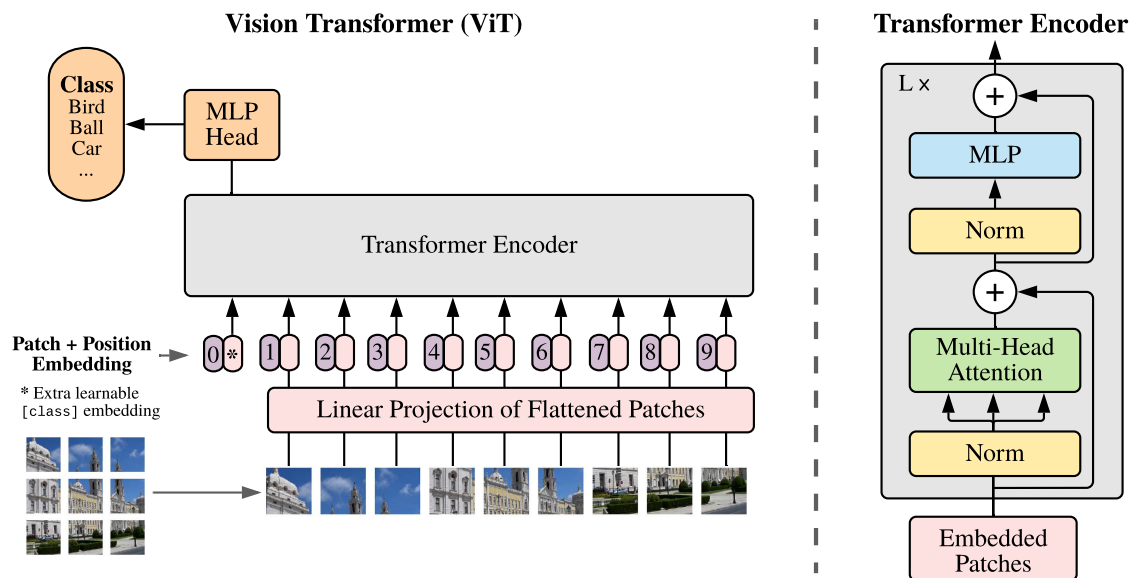 Vision Transformer (ViT)
Class
Bird
Ball
Car
...
MLP
Head
Transformer Encoder
Patch + Position
Embedding
* Extra learnable
[class] embedding
0 * 1 2 3 4 5 6 7 8 9
Linear Projection of Flattened Patches
Transformer Encoder
L x
+
MLP
Norm
+
Multi-Head
Attention
Norm
Embedded
Patches